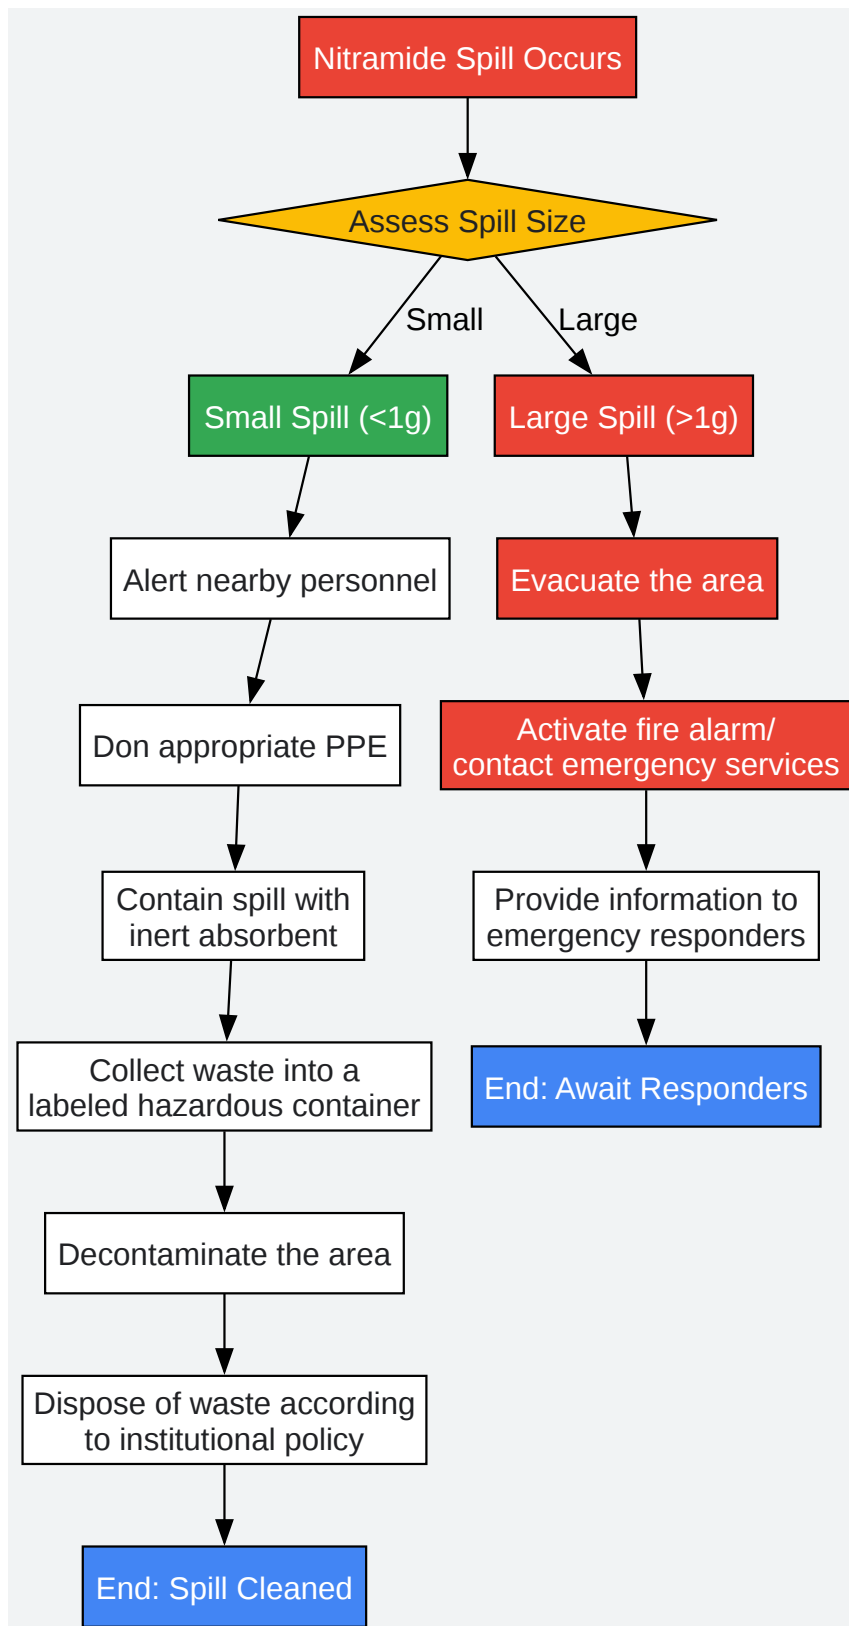 Nitramide Spill Occurs
Assess Spill Size
Small
Large
Small Spill (<1g)
Large Spill (>1g)
Alert nearby personnel
Evacuate the area
Don appropriate PPE
Activate fire alarm/
contact emergency services
Contain spill with
inert absorbent
Provide information to
emergency responders
Collect waste into a
labeled hazardous container
End: Await Responders
Decontaminate the area
Dispose of waste according
to institutional policy
End: Spill Cleaned